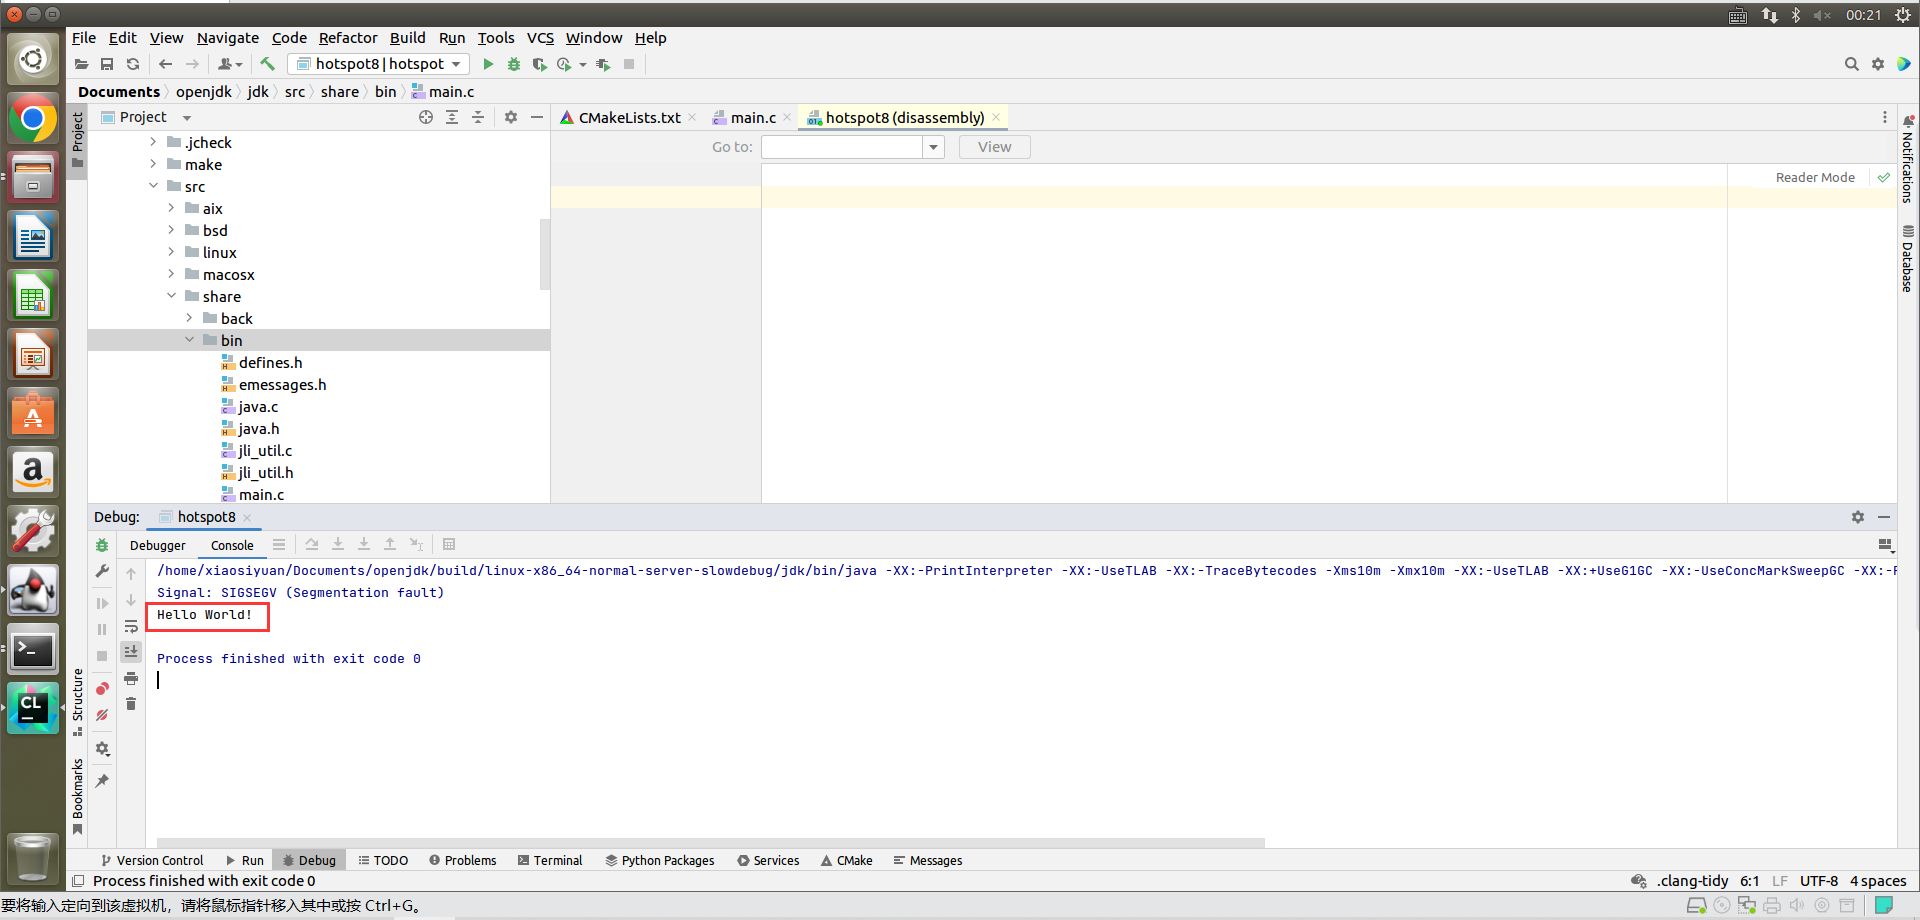 00:21
File Edit View Navigate Code Refactor Build Run Tools VCS Window Help
hotspot8 | hotspot
Documents openjdk jdk src share bin main.c
Project
Project
CMakeLists.txt main.c hotspot8 (disassembly)
Go to: View
Reader Mode
Notifications
Database
.jcheck
make
src
aix
bsd
linux
macosx
share
back
bin
defines.h
emessages.h
java.c
java.h
jli_util.c
jli_util.h
main.c
Debug: hotspot8
Debugger Console
/home/xiaosiyuan/Documents/openjdk/build/linux-x86_64-normal-server-slowdebug/jdk/bin/java -XX:-PrintInterpreter -XX:-UseTLAB -XX:-TraceBytecodes -Xms10m -Xmx10m -XX:-UseTLAB -XX:+UseG1GC -XX:-UseConcMarkSweepGC -XX:-
Signal: SIGSEGV (Segmentation fault)
Hello World!
Process finished with exit code 0
Structure
Bookmarks
Version Control Run Debug TODO Problems Terminal Python Packages Services CMake Messages
Process finished with exit code 0
.clang-tidy 6:1 LF UTF-8 4 spaces
要将输入定向到该虚拟机，请将鼠标指针移入其中或按 Ctrl+G。